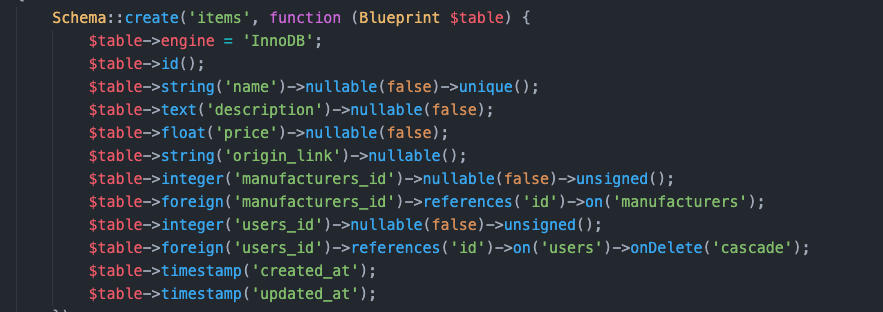 Schema::create('items', function (Blueprint $table) {
$table->engine = 'InnoDB';
$table->id();
$table->string('name')->nullable(false)->unique();
$table->text('description')->nullable(false);
$table->float('price')->nullable(false);
$table->string('origin_link')->nullable();
$table->integer('manufacturers_id')->nullable(false)->unsigned();
$table->foreign('manufacturers_id')->references('id')->on('manufacturers');
$table->integer('users_id')->nullable(false)->unsigned();
$table->foreign('users_id')->references('id')->on('users')->onDelete('cascade');
$table->timestamp('created_at');
$table->timestamp('updated_at');